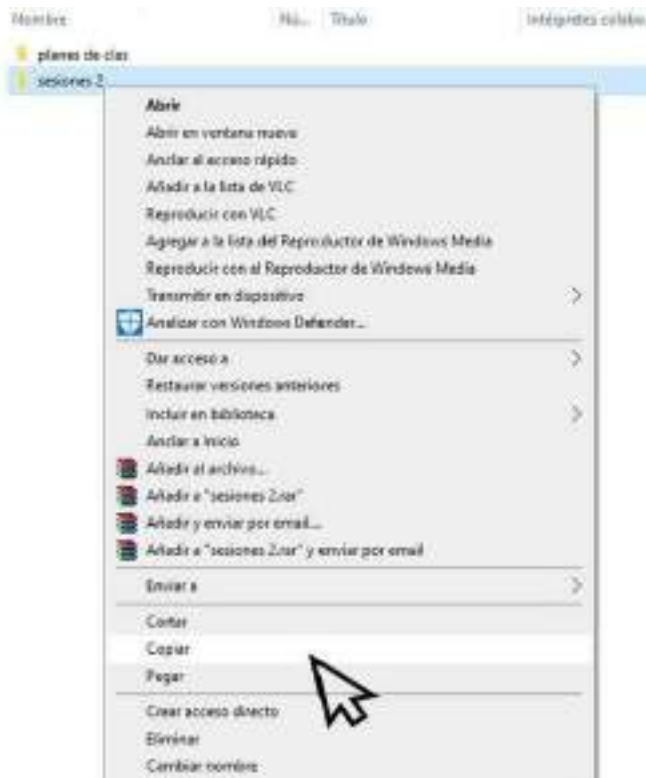 Nombre Nú... Título Intérpretes colabo
planes de clas
sesiones 2
Abrir
Abrir en ventana nueva
Anclar al acceso rápido
Añadir a la lista de VLC
Reproducir con VLC
Agregar a la lista del Reproductor de Windows Media
Reproducir con el Reproductor de Windows Media
Transmitir en dispositivo
Analizar con Windows Defender...
Dar acceso a
Restaurar versiones anteriores
Incluir en biblioteca
Anclar a Inicio
Añadir al archivo...
Añadir a "sesiones 2.rar"
Añadir y enviar por email...
Añadir a "sesiones 2.rar" y enviar por email
Enviar a
Cortar
Copiar
Pegar
Crear acceso directo
Eliminar
Cambiar nombre